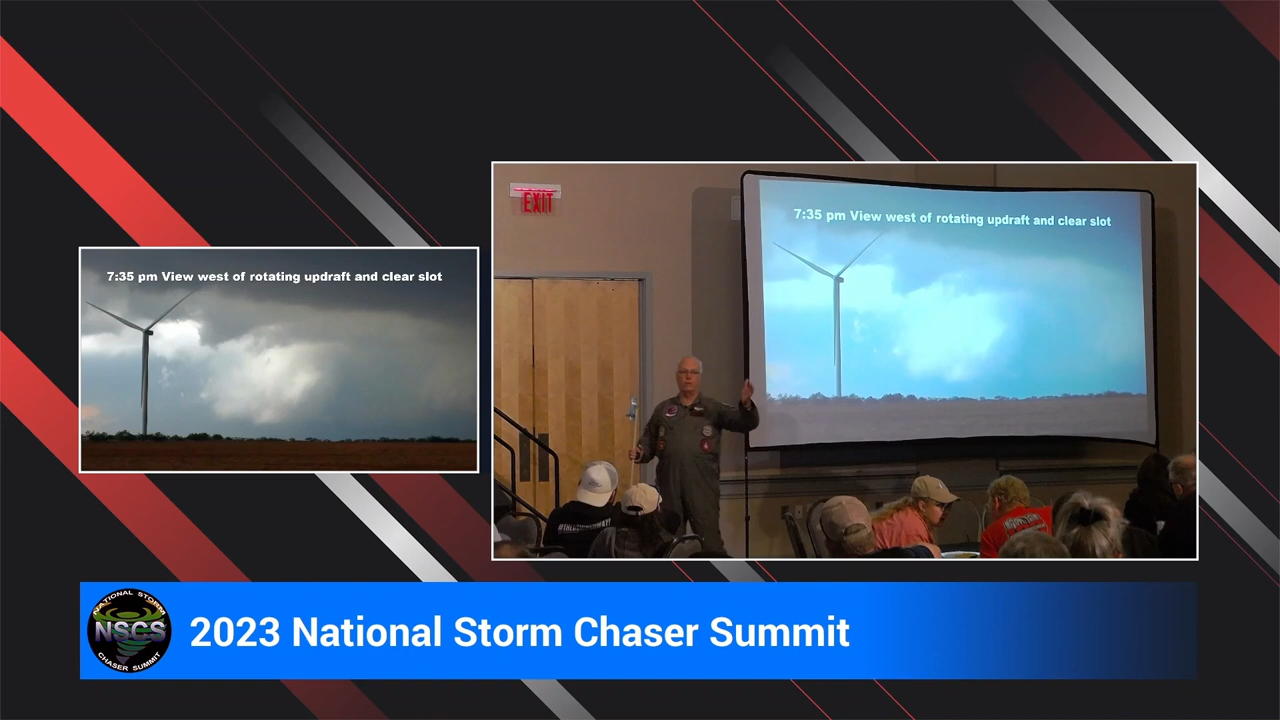 EXIT
7:35 pm View west of rotating updraft and clear slot
7:35 pm View west of rotating updraft and clear slot
NATIONAL STORM
NSCS
CHASER SUMMIT
2023 National Storm Chaser Summit